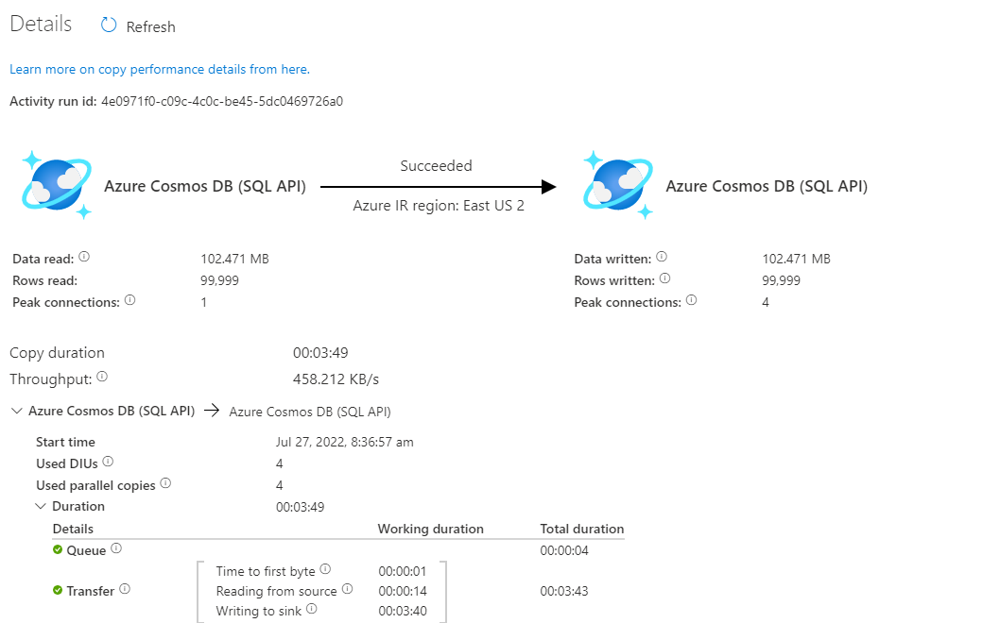 Details Refresh
Learn more on copy performance details from here.
Activity run id: 4e0971f0-c09c-4c0c-be45-5dc0469726a0
Succeeded
Azure Cosmos DB (SQL API) Azure Cosmos DB (SQL API)
Azure IR region: East US 2
Data read: 102.471 MB Data written: 102.471 MB
Rows read: 99,999 Rows written: 99,999
Peak connections: 1 Peak connections: 4
Copy duration 00:03:49
Throughput: 458.212 KB/s
Azure Cosmos DB (SQL API) → Azure Cosmos DB (SQL API)
Start time Jul 27, 2022, 8:36:57 am
Used DIUs 4
Used parallel copies 4
Duration 00:03:49
Details Working duration Total duration
Queue 00:00:04
Time to first byte 00:00:01
Transfer Reading from source 00:00:14 00:03:43
Writing to sink 00:03:40